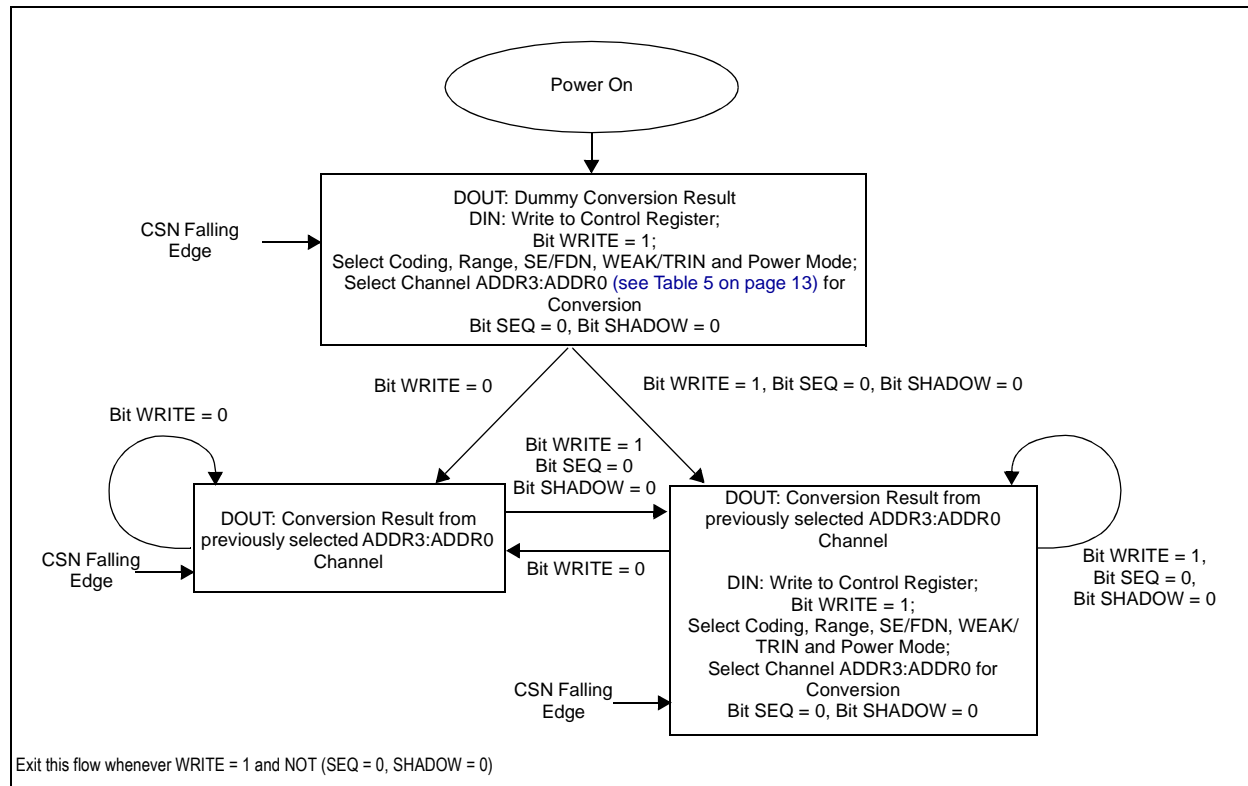 Power On
DOUT: Dummy Conversion Result
DIN: Write to Control Register;
Bit WRITE = 1;
Select Coding, Range, SE/FDN, WEAK/TRIN and Power Mode;
Select Channel ADDR3:ADDR0 (see Table 5 on page 13) for
Conversion
Bit SEQ = 0, Bit SHADOW = 0
CSN Falling
Edge
Bit WRITE = 0
Bit WRITE = 1, Bit SEQ = 0, Bit SHADOW = 0
Bit WRITE = 0
Bit WRITE = 1
Bit SEQ = 0
Bit SHADOW = 0
DOUT: Conversion Result from
previously selected ADDR3:ADDR0
Channel
CSN Falling
Edge
Bit WRITE = 0
DOUT: Conversion Result from
previously selected ADDR3:ADDR0
Channel
DIN: Write to Control Register;
Bit WRITE = 1;
Select Coding, Range, SE/FDN, WEAK/
TRIN and Power Mode;
Select Channel ADDR3:ADDR0 for
Conversion
Bit SEQ = 0, Bit SHADOW = 0
Bit WRITE = 1,
Bit SEQ = 0,
Bit SHADOW = 0
CSN Falling
Edge
Exit this flow whenever WRITE = 1 and NOT (SEQ = 0, SHADOW = 0)